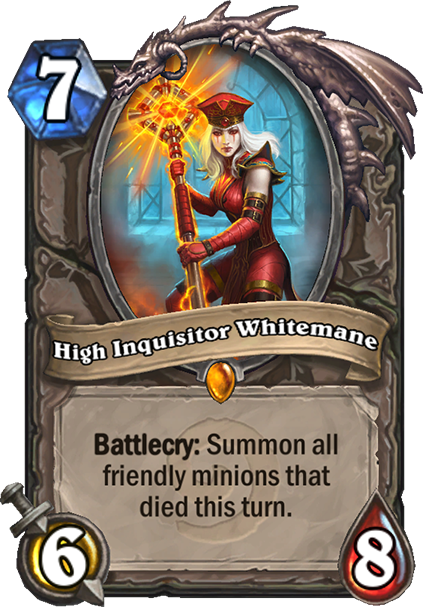 7
High Inquisitor Whitemane
Battlecry: Summon all
friendly minions that
died this turn.
6
8